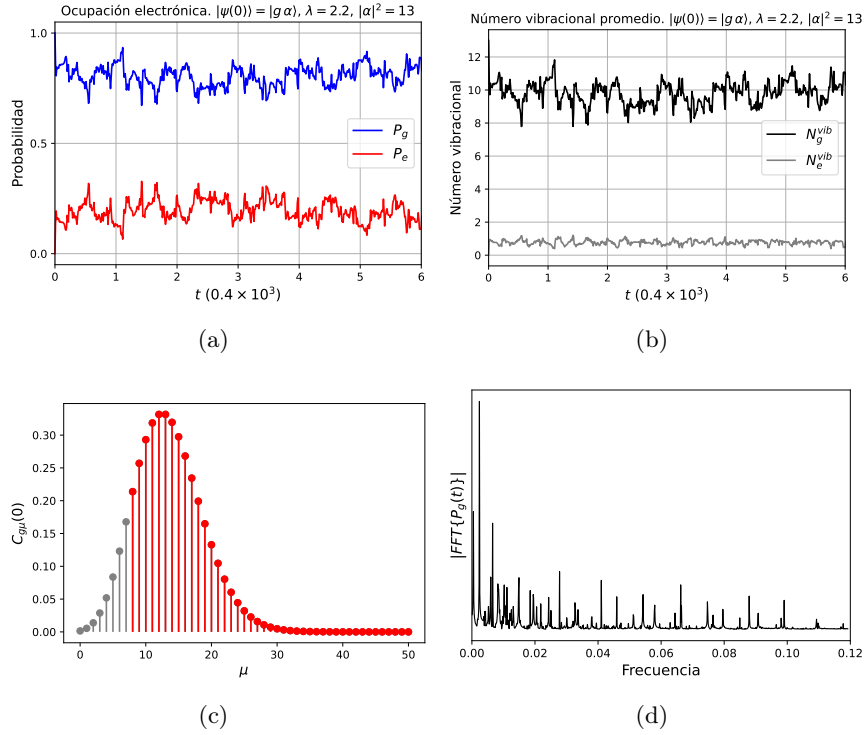 Ocupación electrónica. |ψ(0)⟩ = |g α⟩, λ = 2.2, |α|² = 13
Probabilidad
1.0
0.5
0.0
P_g
P_e
0 1 2 3 4 5 6
t (0.4 × 10³)
(a)
Número vibracional promedio. |ψ(0)⟩ = |g α⟩, λ = 2.2, |α|² = 13
Número vibracional
12
10
8
6
4
2
0
N_g^{vib}
N_e^{vib}
0 1 2 3 4 5 6
t (0.4 × 10³)
(b)
C_{gμ}(0)
0.30
0.25
0.20
0.15
0.10
0.05
0.00
0 10 20 30 40 50
μ
(c)
|FFT{P_g(t)}|
0.00 0.02 0.04 0.06 0.08 0.10 0.12
Frecuencia
(d)